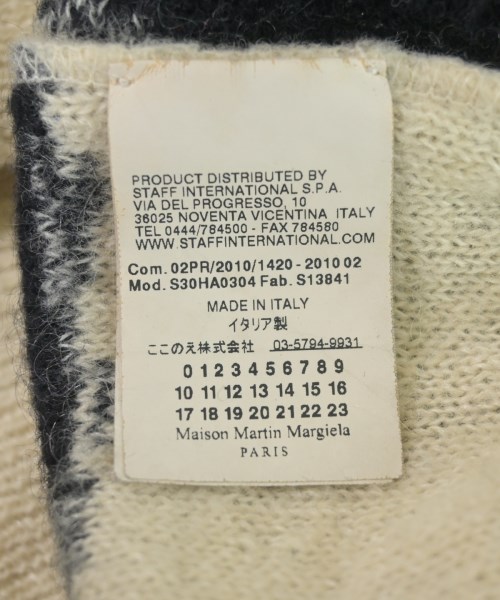 PRODUCT DISTRIBUTED BY
STAFF INTERNATIONAL S.P.A.
VIA DEL PROGRESSO, 10
36025 NOVENTA VICENTINA ITALY
TEL 0444/784500 - FAX 784580
WWW.STAFFINTERNATIONAL.COM
Com. 02PR/2010/1420 - 2010 02
Mod. S30HA0304 Fab. S13841
MADE IN ITALY
イタリア製
ここのえ株式会社 03-5794-9931
0 1 2 3 4 5 6 7 8 9
10 11 12 13 14 15 16
17 18 19 20 21 22 23
Maison Martin Margiela
PARIS